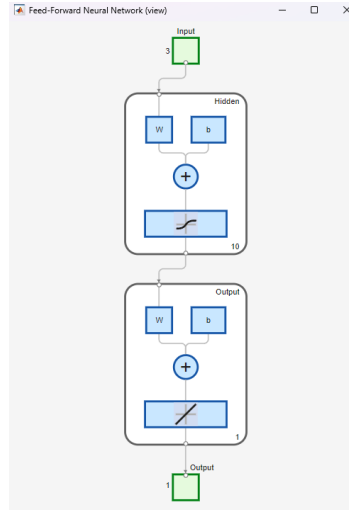 Feed-Forward Neural Network (view)
Input
3
Hidden
W
b
+
10
Output
W
b
+
1
Output
1